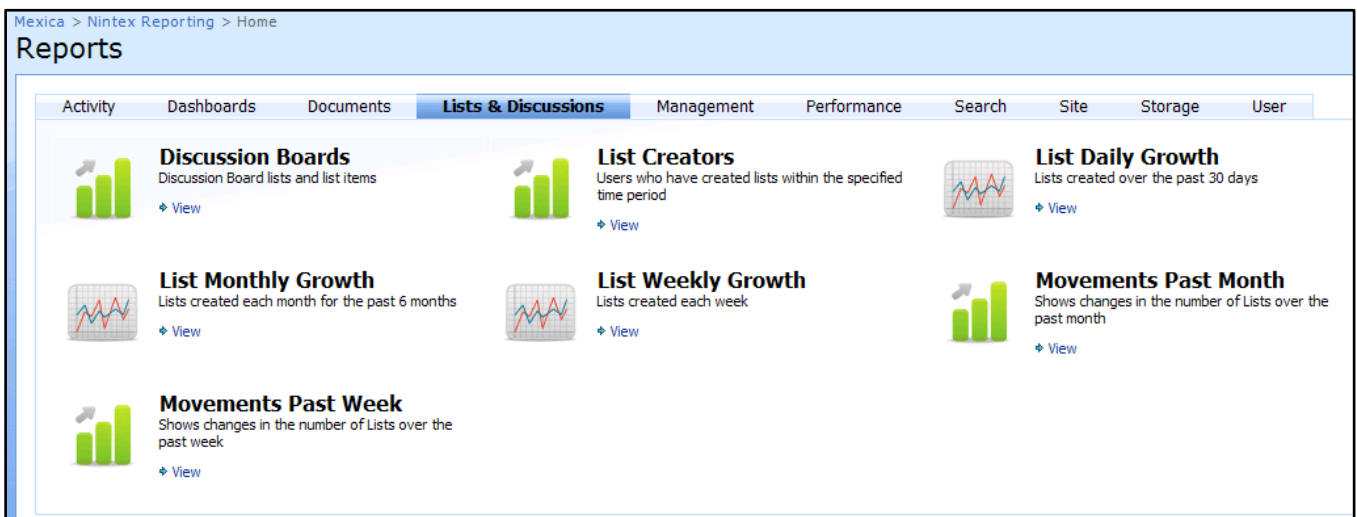 Mexica > Nintex Reporting > Home
Reports
Activity Dashboards Documents Lists & Discussions Management Performance Search Site Storage User
Discussion Boards
Discussion Board lists and list items
View
List Creators
Users who have created lists within the specified
time period
View
List Daily Growth
Lists created over the past 30 days
View
List Monthly Growth
Lists created each month for the past 6 months
View
List Weekly Growth
Lists created each week
View
Movements Past Month
Shows changes in the number of Lists over the
past month
View
Movements Past Week
Shows changes in the number of Lists over the
past week
View